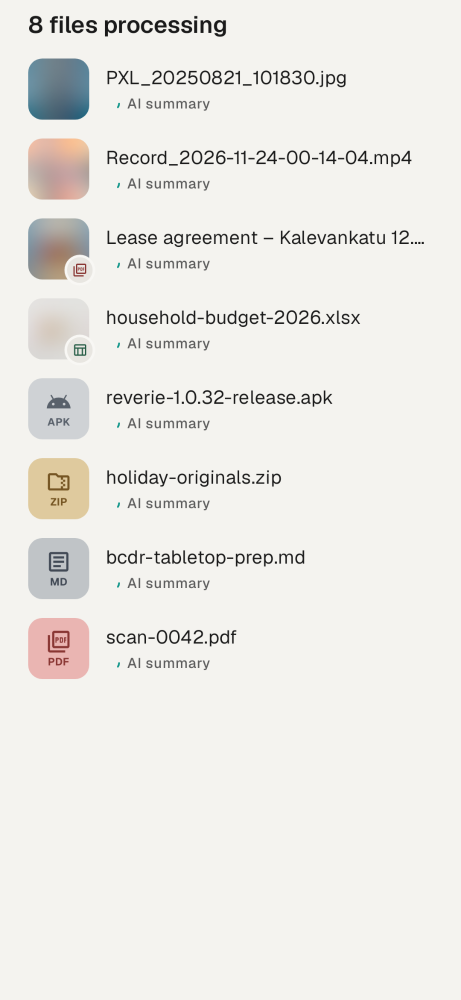 8 files processing
PXL_20250821_101830.jpg
AI summary
Record_2026-11-24-00-14-04.mp4
AI summary
Lease agreement – Kalevankatu 12.…
PDF
AI summary
household-budget-2026.xlsx
AI summary
reverie-1.0.32-release.apk
APK
AI summary
holiday-originals.zip
ZIP
AI summary
bcdr-tabletop-prep.md
MD
AI summary
PDF
scan-0042.pdf
PDF
AI summary